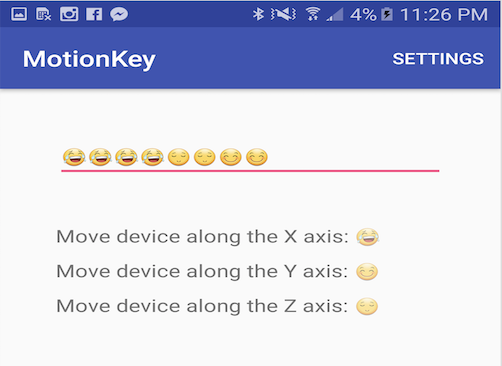 4% 11:26 PM
MotionKey SETTINGS
😂😂😂😂😌😌😊😊
Move device along the X axis: 😂
Move device along the Y axis: 😊
Move device along the Z axis: 😌